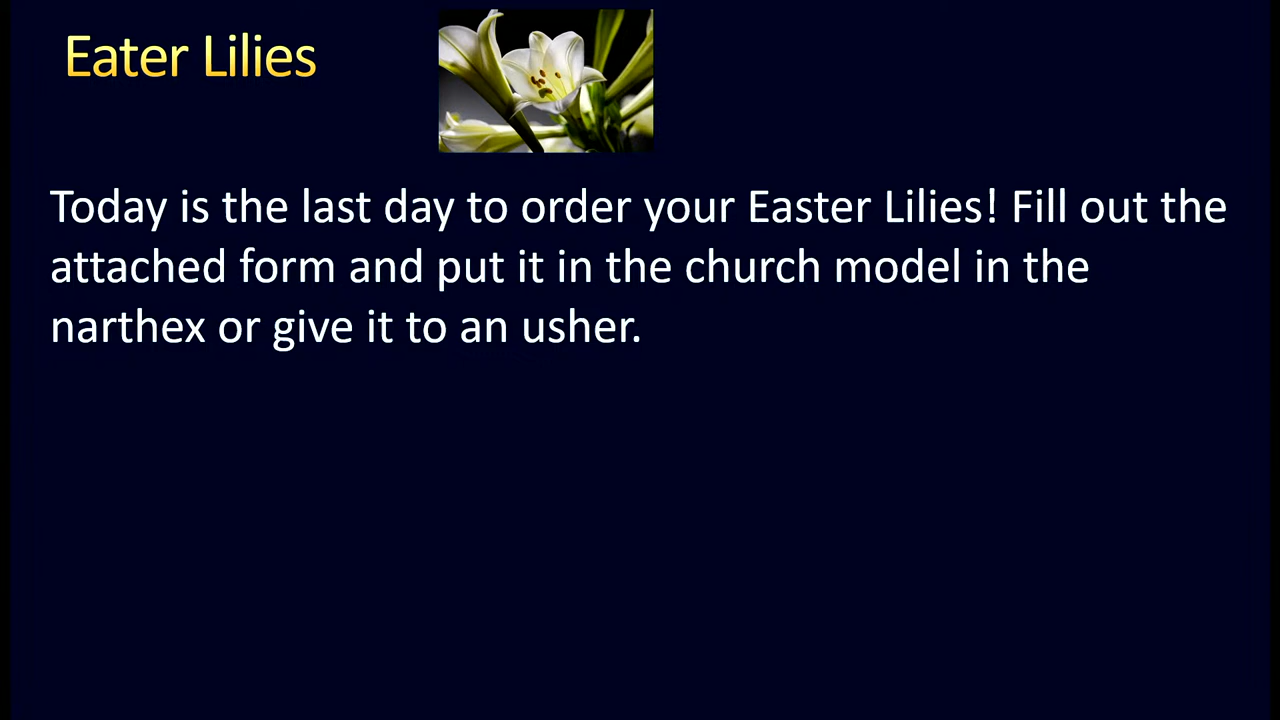 Eater Lilies
Today is the last day to order your Easter Lilies! Fill out the
attached form and put it in the church model in the
narthex or give it to an usher.